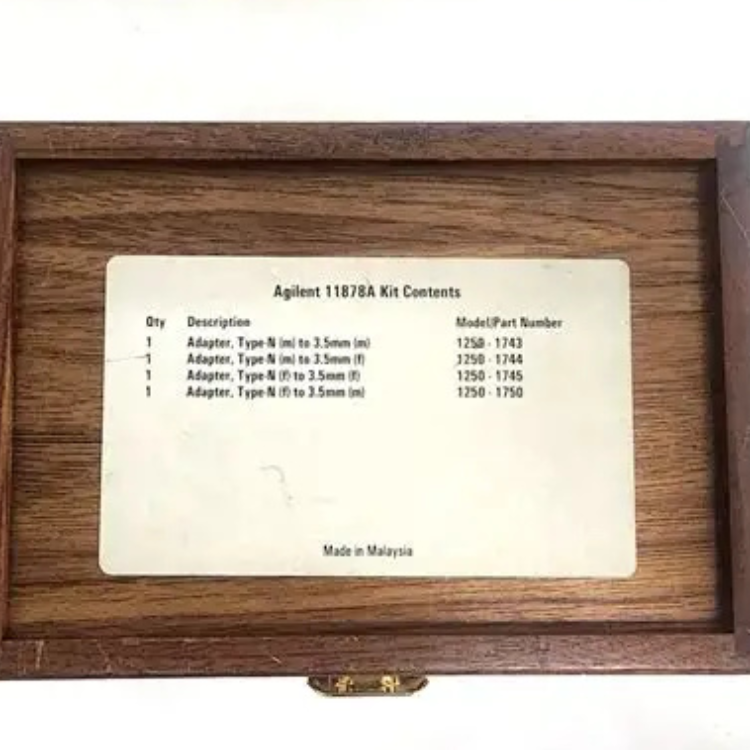 Agilent 11878A Kit Contents
Qty Description Model/Part Number
1 Adapter, Type-N (m) to 3.5mm (m) 1250 - 1743
1 Adapter, Type-N (m) to 3.5mm (f) 1250 - 1744
1 Adapter, Type-N (f) to 3.5mm (f) 1250 - 1745
1 Adapter, Type-N (f) to 3.5mm (m) 1250 - 1750
Made in Malaysia